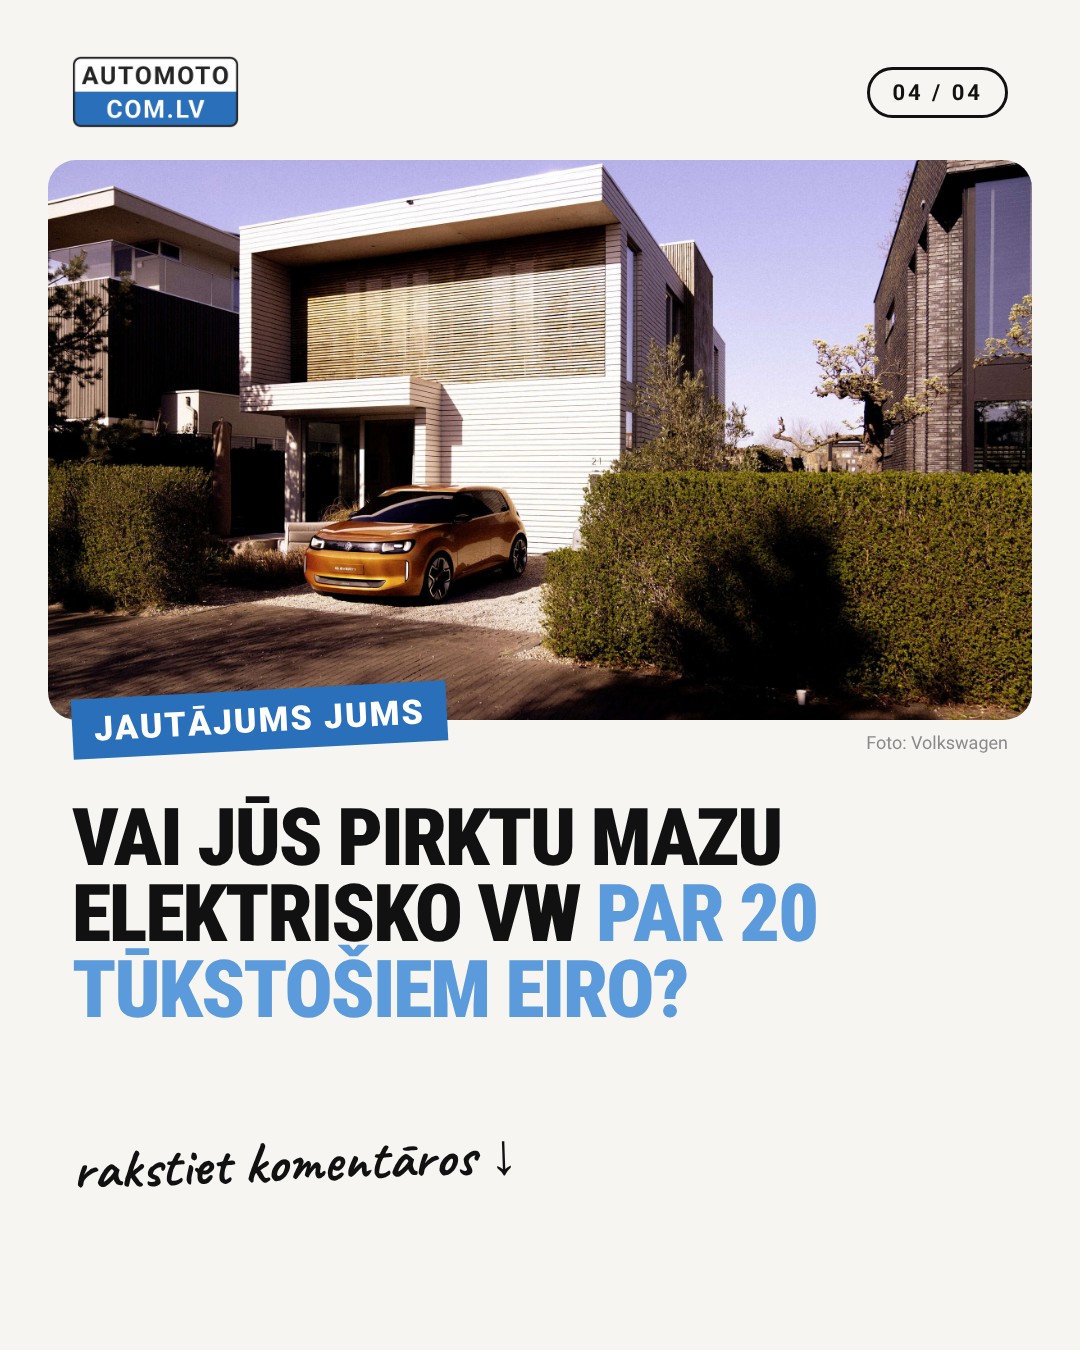 AUTOMOTO
COM.LV
04 / 04
21
JAUTĀJUMS JUMS
Foto: Volkswagen
VAI JŪS PIRKTU MAZU
ELEKTRISKO VW PAR 20
TŪKSTOŠIEM EIRO?
rakstiet komentāros ↓